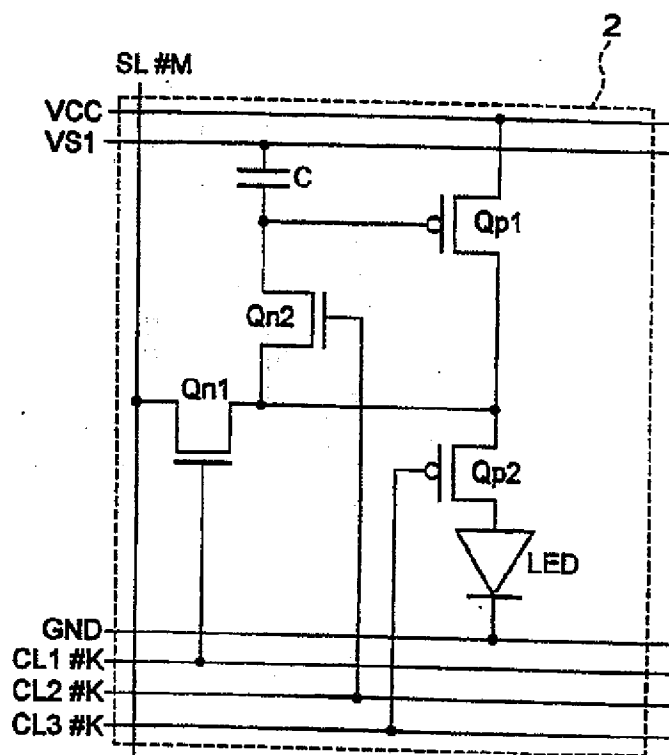 2
SL #M
VCC
VS1
C
Qp1
Qn2
Qn1
Qp2
LED
GND
CL1 #K
CL2 #K
CL3 #K